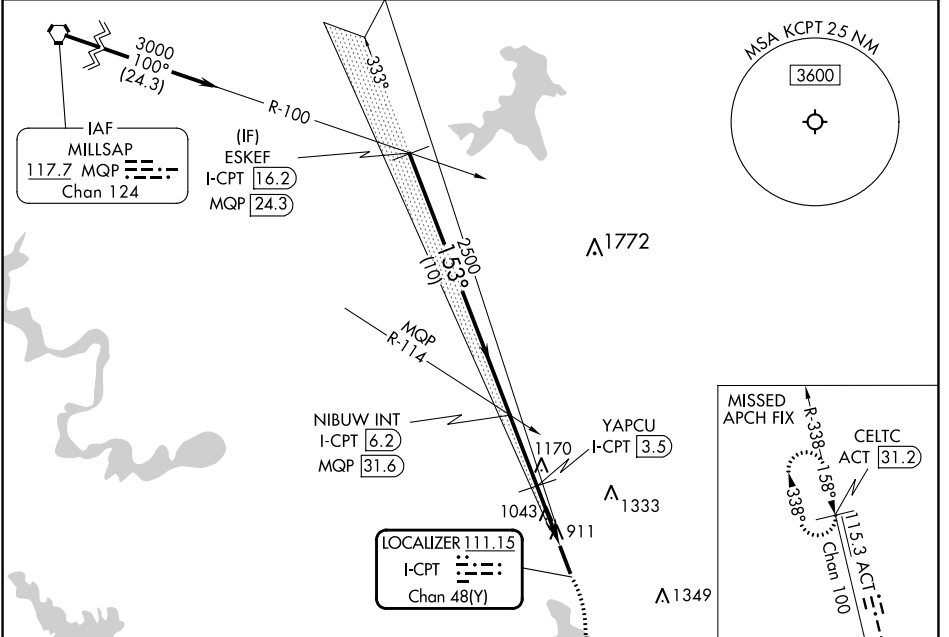 3000
100°
(24.3)
R-100
IAF
MILLSAP
117.7 MQP
Chan 124
(IF)
ESKEF
I-CPT 16.2
MQP 24.3
333°
MSA KCPT 25 NM
3600
1772
2500
153°
(10)
MQP
R-114
NIBUW INT
I-CPT 6.2
MQP 31.6
YAPCU
I-CPT 3.5
1170
1333
1043
911
LOCALIZER 111.15
I-CPT
Chan 48(Y)
1349
MISSED
APCH FIX
R-338
158°
338°
CELTC
ACT 31.2
115.3 ACT
Chan 100